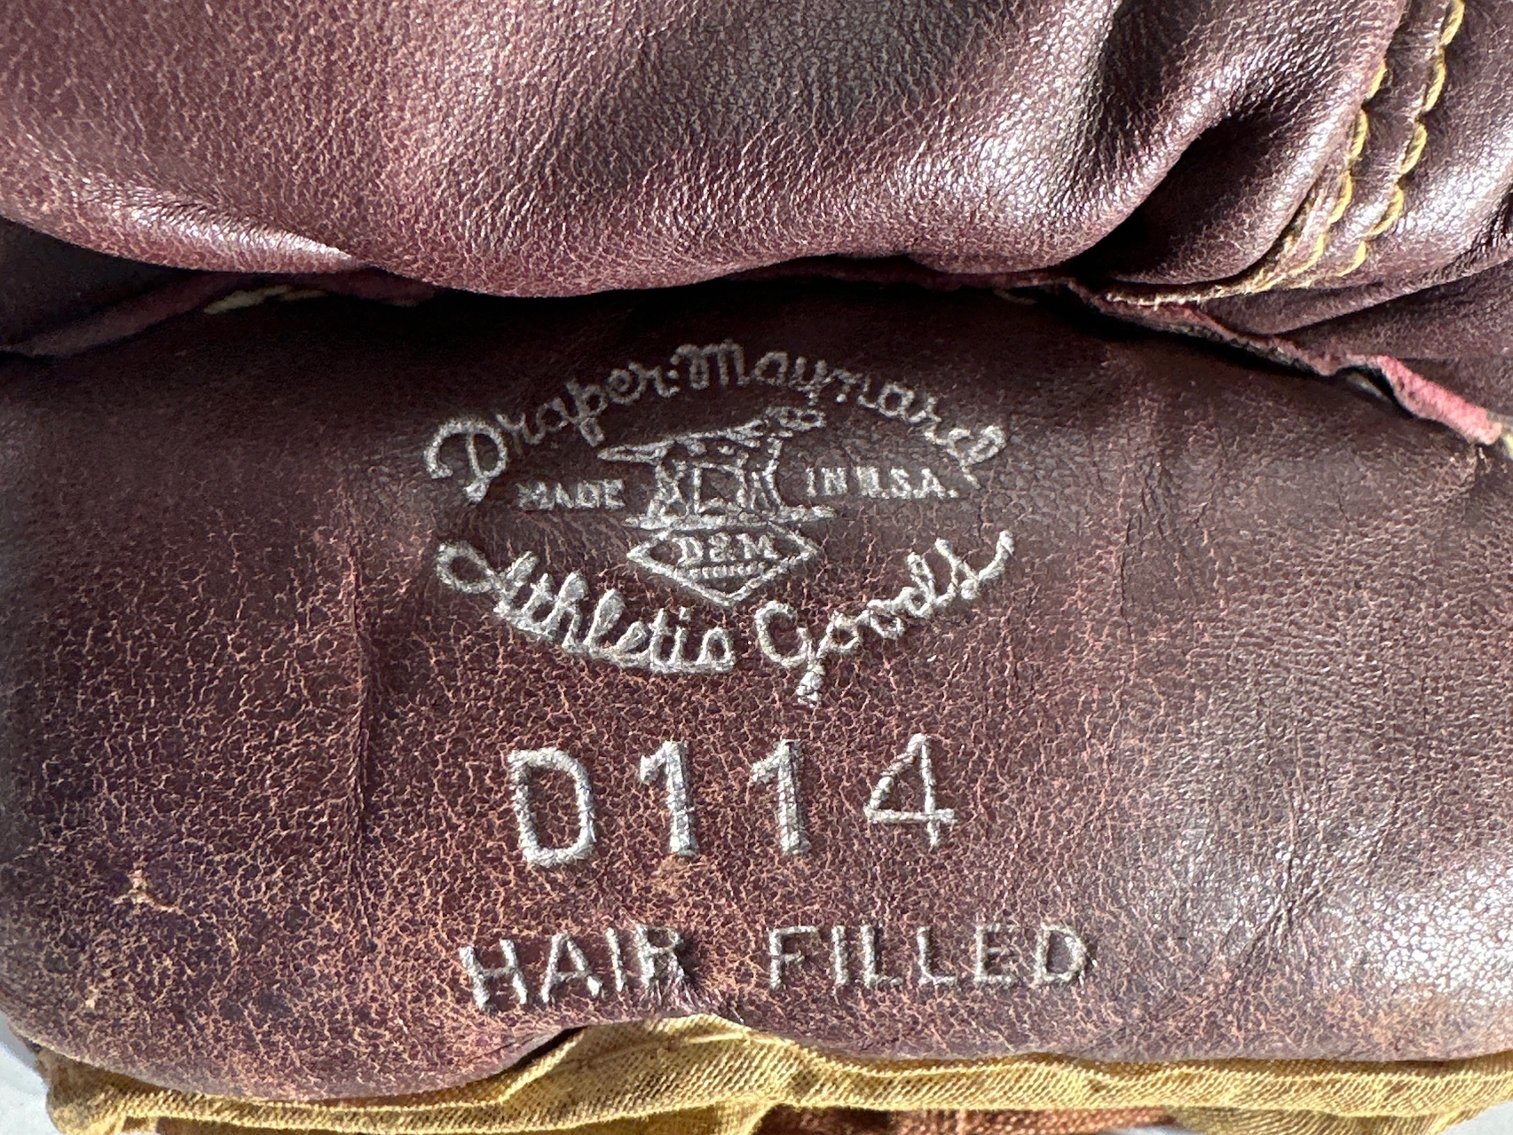 Draper-Maynard
MADE IN U.S.A.
D&M
Athletic Goods
D114
HAIR FILLED